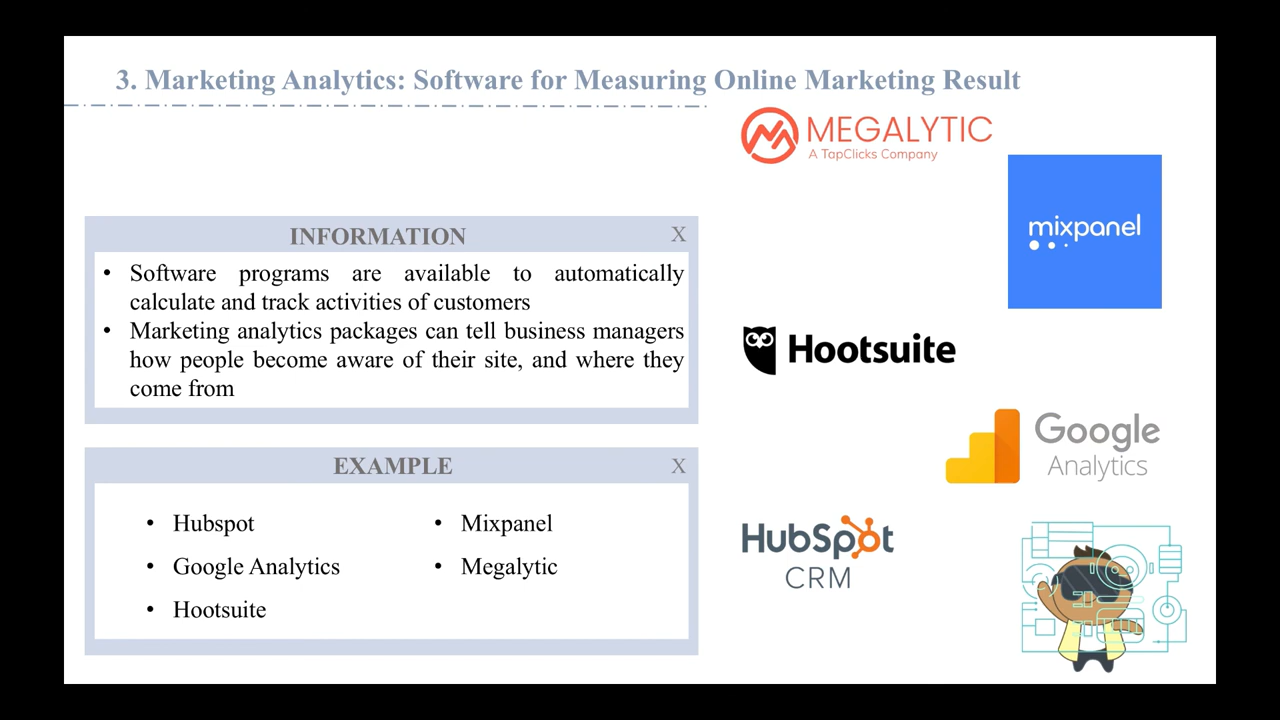 3. Marketing Analytics: Software for Measuring Online Marketing Result
MEGALYTIC
A TapClicks Company
mixpanel
INFORMATION X
• Software programs are available to automatically
calculate and track activities of customers
• Marketing analytics packages can tell business managers
how people become aware of their site, and where they
come from
Hootsuite
Google
Analytics
EXAMPLE X
• Hubspot
• Google Analytics
• Hootsuite
• Mixpanel
• Megalytic
HubSpot
CRM